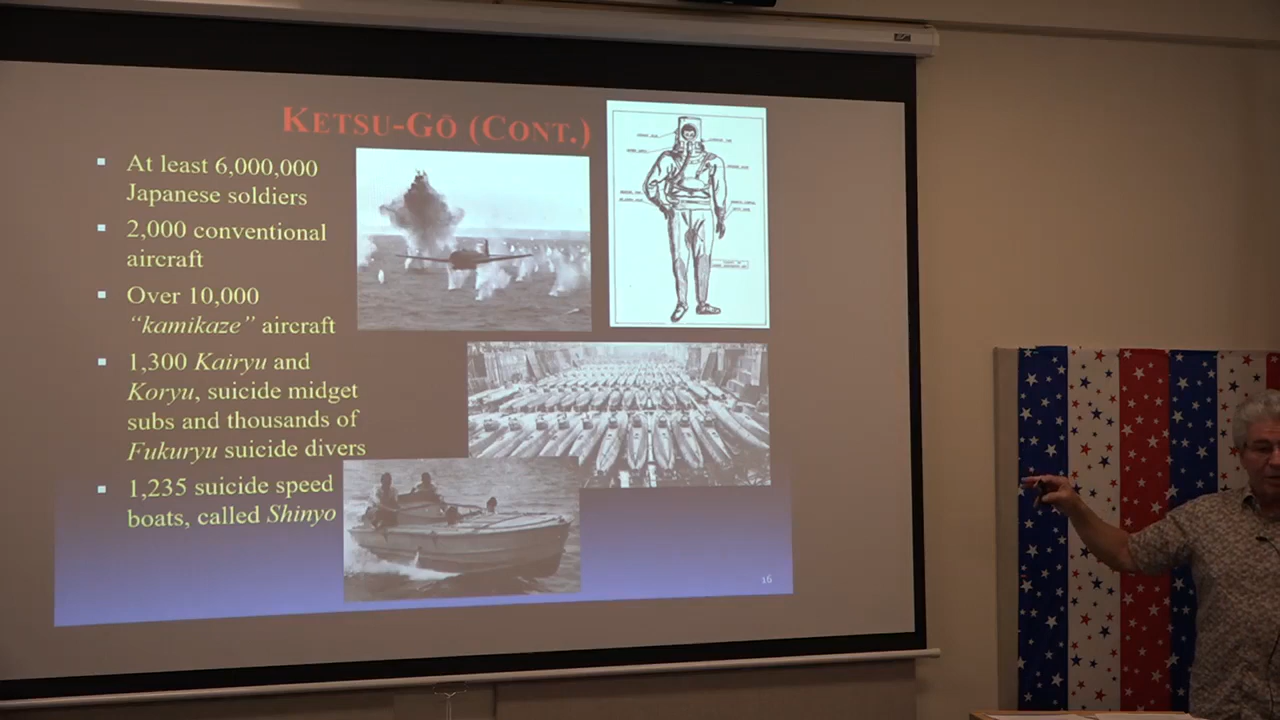 KETSU-GŌ (CONT.)
At least 6,000,000
Japanese soldiers
2,000 conventional
aircraft
Over 10,000
“kamikaze” aircraft
1,300 Kairyu and
Koryu, suicide midget
subs and thousands of
Fukuryu suicide divers
1,235 suicide speed
boats, called Shinyo
16